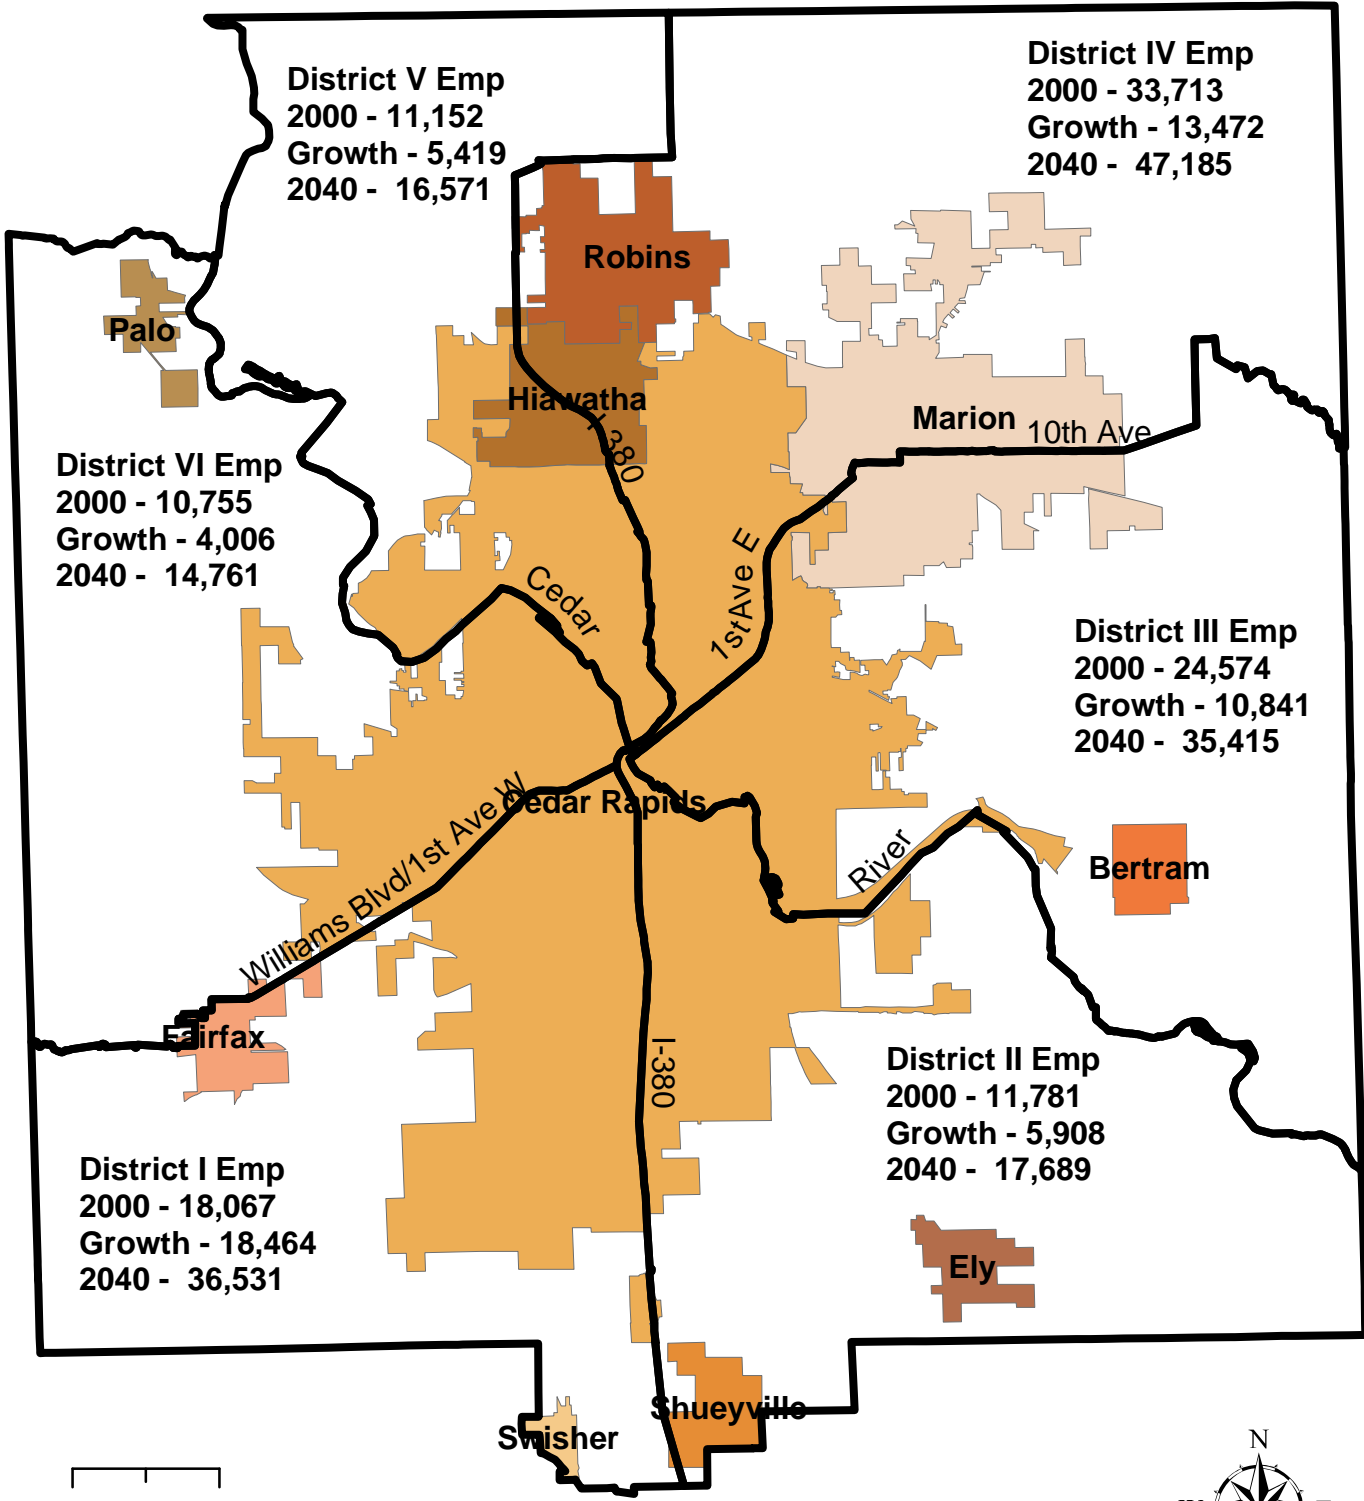 District V Emp
2000 - 11,152
Growth - 5,419
2040 - 16,571
District IV Emp
2000 - 33,713
Growth - 13,472
2040 - 47,185
Robins
Palo
Hiawatha
I-380
Marion
10th Ave
District VI Emp
2000 - 10,755
Growth - 4,006
2040 - 14,761
Cedar
1st Ave E
District III Emp
2000 - 24,574
Growth - 10,841
2040 - 35,415
Cedar Rapids
Williams Blvd/1st Ave W
River
Bertram
Fairfax
I-380
District II Emp
2000 - 11,781
Growth - 5,908
2040 - 17,689
District I Emp
2000 - 18,067
Growth - 18,464
2040 - 36,531
Ely
Shueyville
Swisher
N